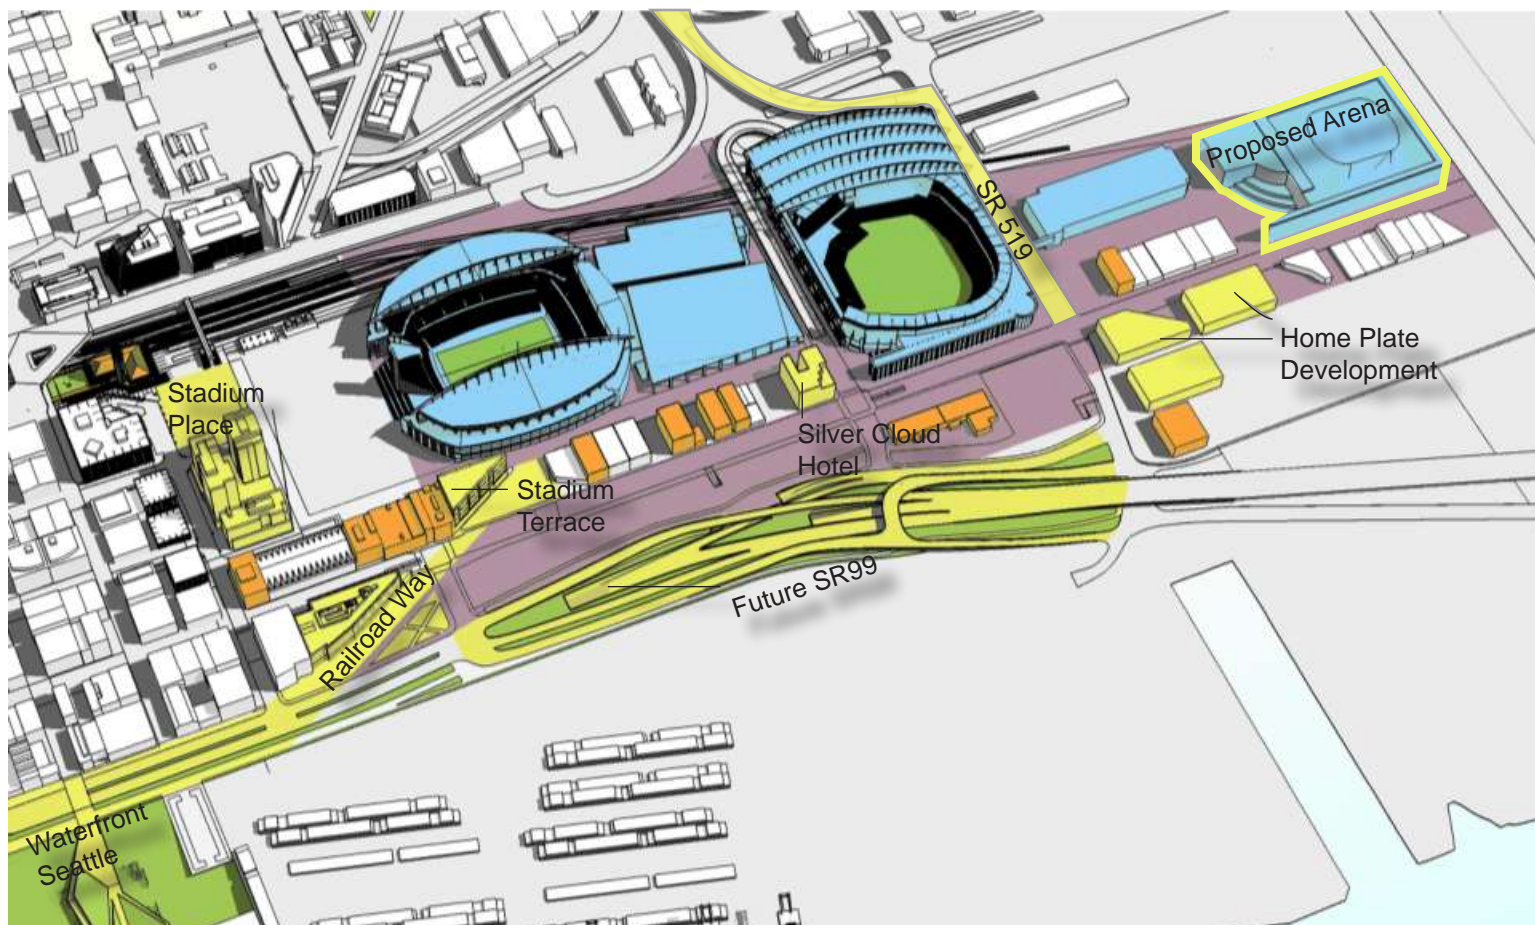 Proposed Arena
SR 519
Home Plate
Development
Stadium
Place
Silver Cloud
Hotel
Stadium
Terrace
Future SR99
Railroad Way
Waterfront
Seattle